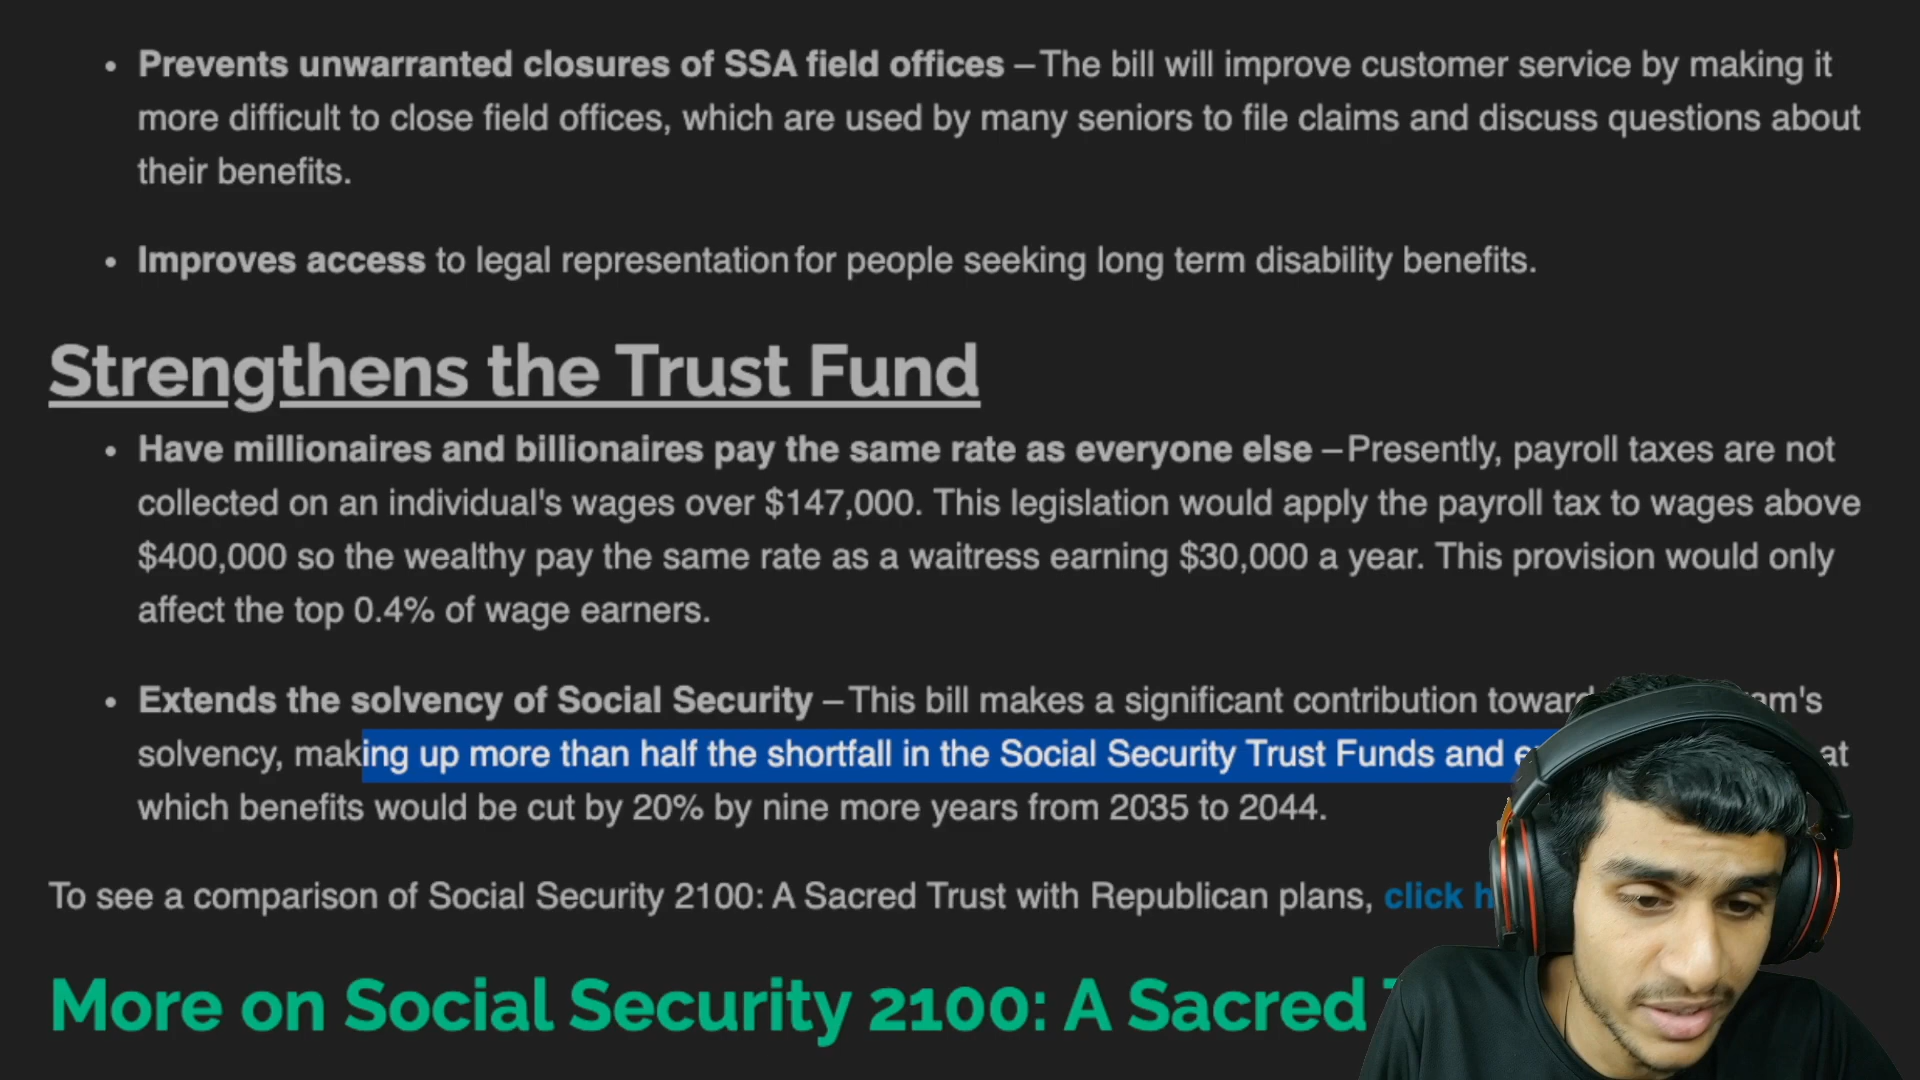 • Prevents unwarranted closures of SSA field offices – The bill will improve customer service by making it
more difficult to close field offices, which are used by many seniors to file claims and discuss questions about
their benefits.
• Improves access to legal representation for people seeking long term disability benefits.
Strengthens the Trust Fund
• Have millionaires and billionaires pay the same rate as everyone else – Presently, payroll taxes are not
collected on an individual's wages over $147,000. This legislation would apply the payroll tax to wages above
$400,000 so the wealthy pay the same rate as a waitress earning $30,000 a year. This provision would only
affect the top 0.4% of wage earners.
• Extends the solvency of Social Security – This bill makes a significant contribution
solvency, making up more than half the shortfall in the Social Security Trust Funds and at
which benefits would be cut by 20% by nine more years from 2035 to 2044.
To see a comparison of Social Security 2100: A Sacred Trust with Republican plans, click
More on Social Security 2100: A Sacred